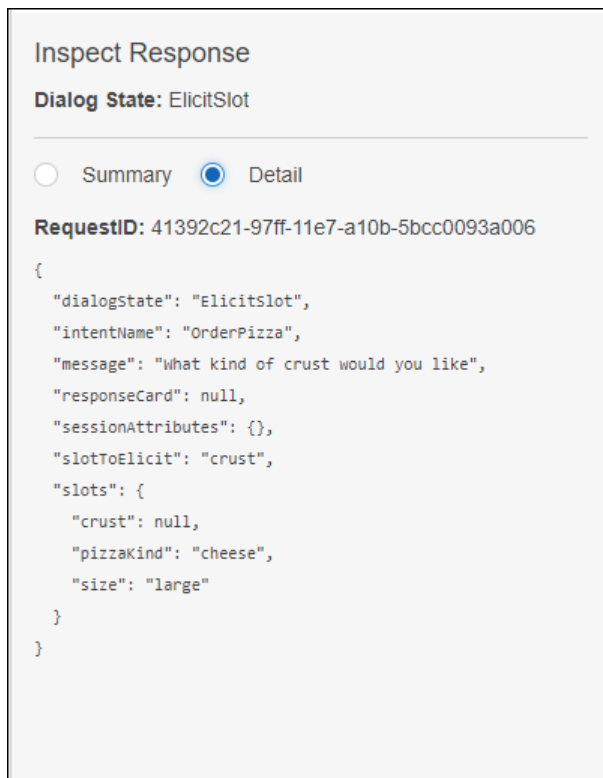 Inspect Response
Dialog State: ElicitSlot
Summary Detail
RequestID: 41392c21-97ff-11e7-a10b-5bcc0093a006
{
  "dialogState": "ElicitSlot",
  "intentName": "OrderPizza",
  "message": "What kind of crust would you like",
  "responseCard": null,
  "sessionAttributes": {},
  "slotToElicit": "crust",
  "slots": {
    "crust": null,
    "pizzaKind": "cheese",
    "size": "large"
  }
}